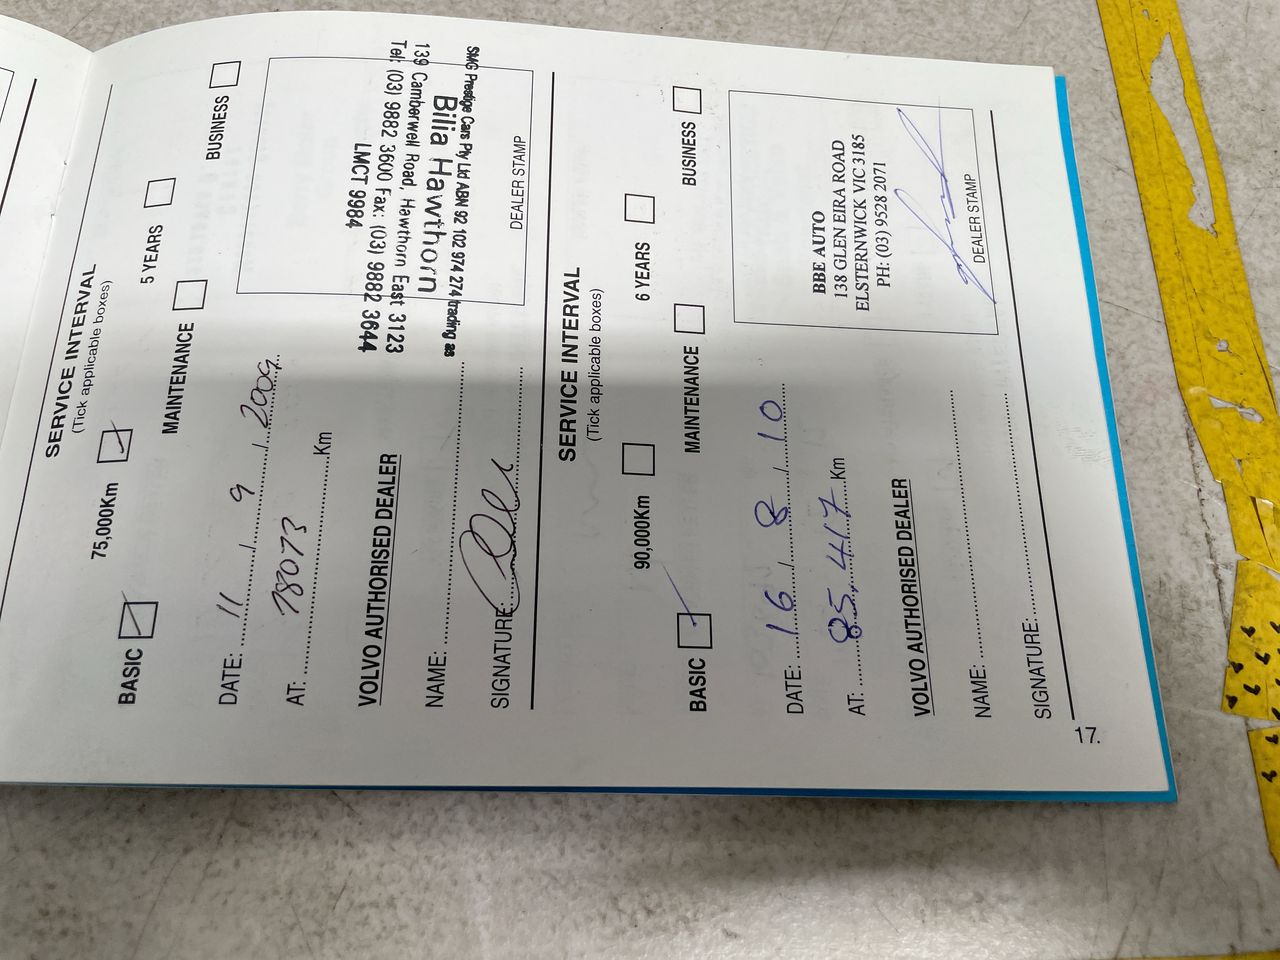 SERVICE INTERVAL
(Tick applicable boxes)
75,000Km 5 YEARS
BASIC MAINTENANCE BUSINESS
DATE: 11 / 9 / 2009
AT: 78073 Km
VOLVO AUTHORISED DEALER
NAME:
SIGNATURE:
LMCT 9984
Tel: (03) 9882 3600 Fax: (03) 9882 3644
139 Camberwell Road, Hawthorn East 3123
Bilia Hawthorn
SMG Prestige Cars Pty Ltd ABN 92 102 974 274 trading as
DEALER STAMP
SERVICE INTERVAL
(Tick applicable boxes)
90,000Km 6 YEARS
BASIC MAINTENANCE BUSINESS
DATE: 16 / 8 / 10
AT: 85,417 Km
VOLVO AUTHORISED DEALER
NAME:
SIGNATURE:
BBE AUTO
138 GLEN EIRA ROAD
ELSTERNWICK VIC 3185
PH: (03) 9528 2071
DEALER STAMP
17.